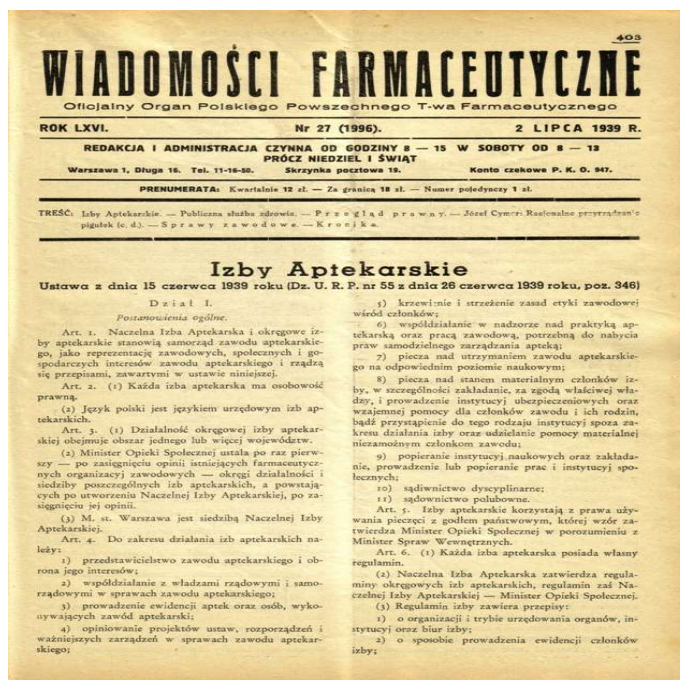 403
WIADOMOŚCI FARMACEUTYCZNE
Oficjalny Organ Polskiego Powszechnego T-wa Farmaceutycznego
ROK LXVI. Nr 27 (1996). 2 LIPCA 1939 R.
REDAKCJA I ADMINISTRACJA CZYNNA OD GODZINY 8 — 15 W SOBOTY OD 8 — 13
PRÓCZ NIEDZIEL I ŚWIĄT
Warszawa 1, Długa 16. Tel. 11-16-50. Skrzynka pocztowa 19. Konto czekowe P. K. O. 947.
PRENUMERATA: Kwartalnie 12 zł. — Za granicą 18 zł. — Numer pojedynczy 1 zł.
TREŚĆ: Izby Aptekarskie. — Publiczna służba zdrowia. — Przegląd prawny. — Józef Cymer: Racjonalne przyrządzanie
pigułek (c. d.). — Sprawy zawodowe. — Kronika.
Izby Aptekarskie
Ustawa z dnia 15 czerwca 1939 roku (Dz. U. R. P. nr 55 z dnia 26 czerwca 1939 roku, poz. 346)
Dział I.
Postanowienia ogólne.
Art. 1. Naczelna Izba Aptekarska i okręgowe iz-
by aptekarskie stanowią samorząd zawodu aptekarskie-
go, jako reprezentację zawodowych, społecznych i go-
spodarczych interesów zawodu aptekarskiego i rządzą
się przepisami, zawartymi w ustawie niniejszej.
Art. 2. (1) Każda izba aptekarska ma osobowość
prawną.
(2) Język polski jest językiem urzędowym izb ap-
tekarskich.
Art. 3. (1) Działalność okręgowej izby aptekar-
skiej obejmuje obszar jednego lub więcej województw.
(2) Minister Opieki Społecznej ustala po raz pierw-
szy — po zasięgnięciu opinii istniejących farmaceutycz-
nych organizacyj zawodowych — okręgi działalności i
siedziby poszczególnych izb aptekarskich, a powstają-
cych po utworzeniu Naczelnej Izby Aptekarskiej, po za-
sięgnięciu jej opinii.
(3) M. st. Warszawa jest siedzibą Naczelnej Izby
Aptekarskiej.
Art. 4. Do zakresu działania izb aptekarskich na-
leży:
1) przedstawicielstwo zawodu aptekarskiego i ob-
rona jego interesów;
2) współdziałanie z władzami rządowymi i samo-
rządowymi w sprawach zawodu aptekarskiego;
3) prowadzenie ewidencji aptek oraz osób, wyko-
nywających zawód aptekarski;
4) opiniowanie projektów ustaw, rozporządzeń i
ważniejszych zarządzeń w sprawach zawodu aptekar-
skiego;
5) krzewienie i strzeżenie zasad etyki zawodowej
wśród członków;
6) współdziałanie w nadzorze nad praktyką ap-
tekarską oraz pracą zawodową, potrzebną do nabycia
praw samodzielnego zarządzania apteką;
7) piecza nad utrzymaniem zawodu aptekarskie-
go na odpowiednim poziomie naukowym;
8) piecza nad stanem materialnym członków iz-
by, w szczególności zakładanie, za zgodą właściwej wła-
dzy, i prowadzenie instytucyj ubezpieczeniowych oraz
wzajemnej pomocy dla członków zawodu i ich rodzin,
bądź przystąpienie do tego rodzaju instytucyj spoza za-
kresu działania izby oraz udzielanie pomocy materialnej
niezamożnym członkom zawodu;
9) popieranie instytucyj naukowych oraz zakłada-
nie, prowadzenie lub popieranie prac i instytucyj spo-
łecznych;
10) sądownictwo dyscyplinarne;
11) sądownictwo polubowne.
Art. 5. Izby aptekarskie korzystają z prawa uży-
wania pieczęci z godłem państwowym, której wzór za-
twierdza Minister Opieki Społecznej w porozumieniu z
Minister Spraw Wewnętrznych.
Art. 6. (1) Każda izba aptekarska posiada własny
regulamin.
(2) Naczelna Izba Aptekarska zatwierdza regula-
miny okręgowych izb aptekarskich, regulamin zaś Na-
czelnej Izby Aptekarskiej — Minister Opieki Społecznej.
(3) Regulamin izby zawiera przepisy:
1) o organizacji i trybie urzędowania organów, in-
stytucyj oraz biur izby;
2) o sposobie prowadzenia ewidencji członków
izby;